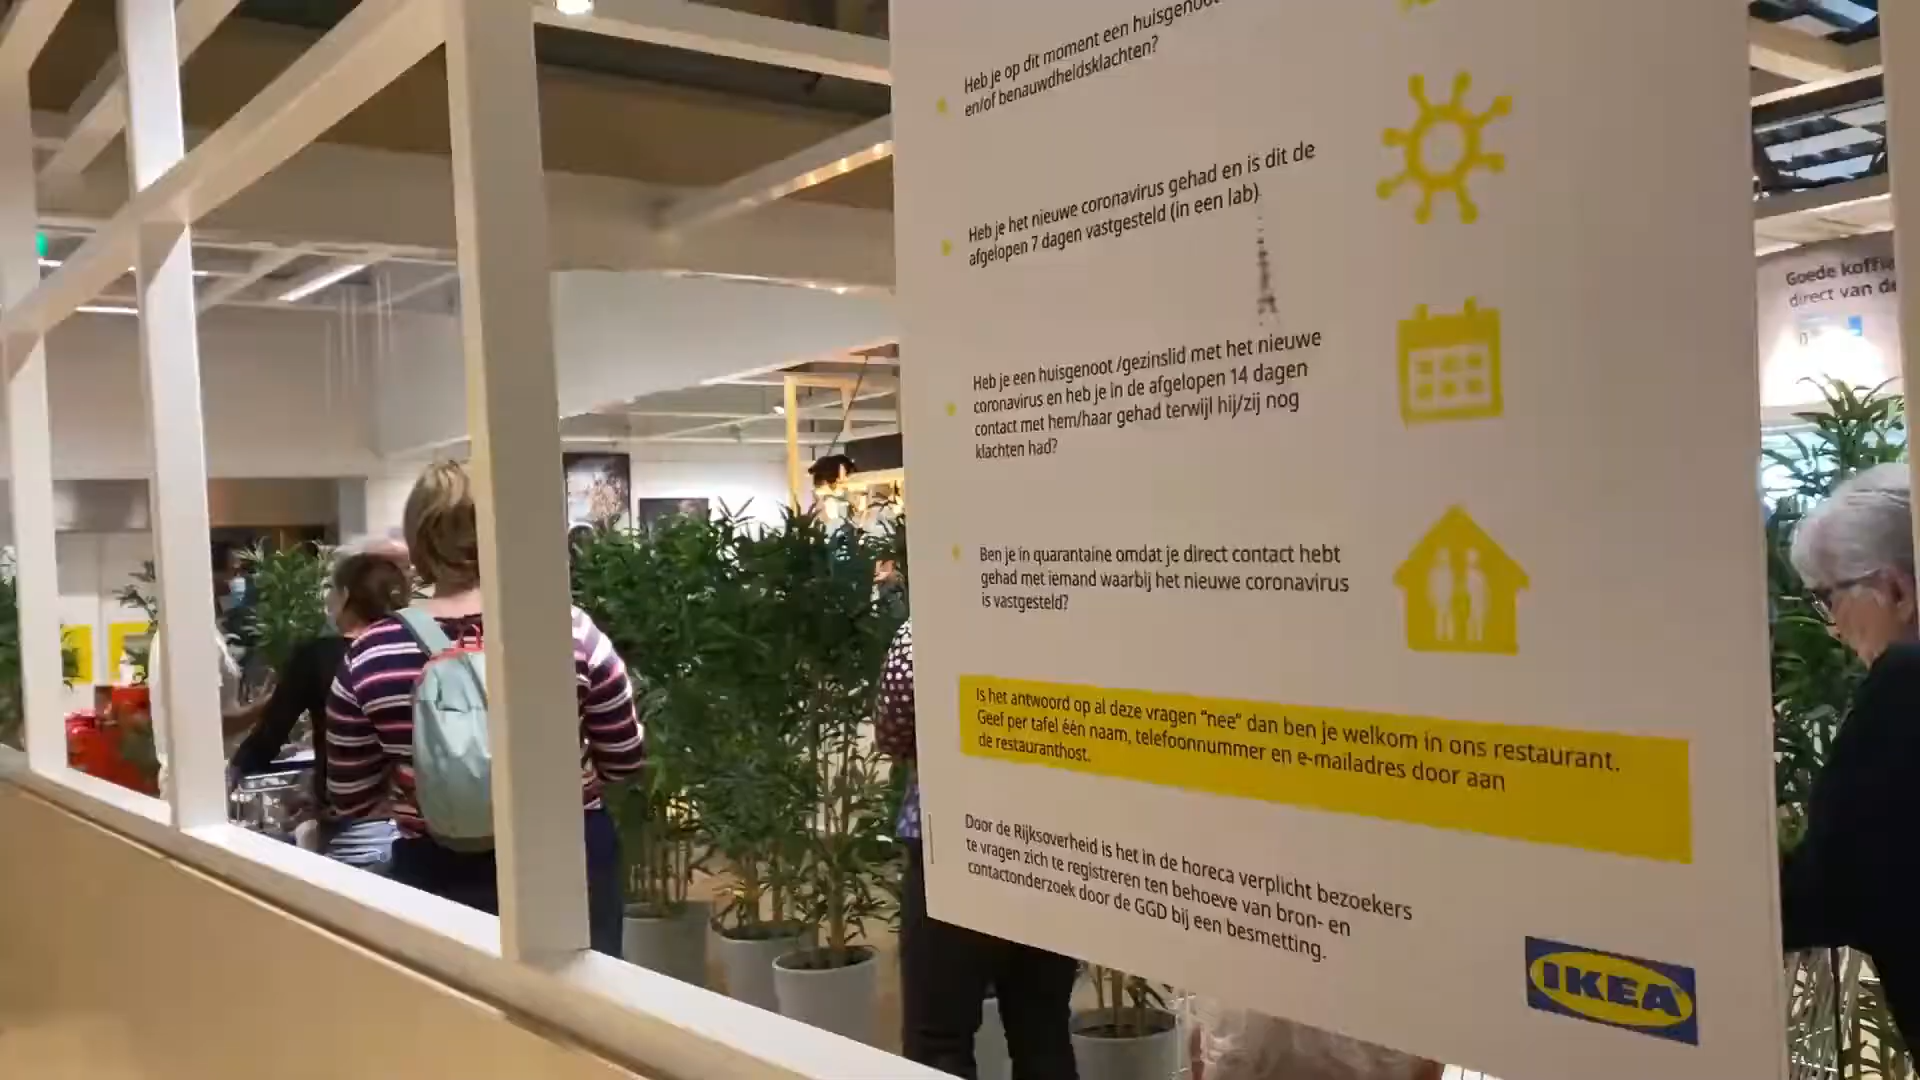 Heb je op dit moment een huisgenoot
en/of benauwdheidsklachten?
Heb je het nieuwe coronavirus gehad en is dit de
afgelopen 7 dagen vastgesteld (in een lab)
Heb je een huisgenoot /gezinslid met het nieuwe
coronavirus en heb je in de afgelopen 14 dagen
contact met hem/haar gehad terwijl hij/zij nog
klachten had?
Ben je in quarantaine omdat je direct contact hebt
gehad met iemand waarbij het nieuwe coronavirus
is vastgesteld?
Is het antwoord op al deze vragen "nee" dan ben je welkom in ons restaurant.
Geef per tafel één naam, telefoonnummer en e-mailadres door aan
de restauranthost.
Door de Rijksoverheid is het in de horeca verplicht bezoekers
te vragen zich te registreren ten behoeve van bron- en
contactonderzoek door de GGD bij een besmetting.
IKEA
Goede koffie
direct van de